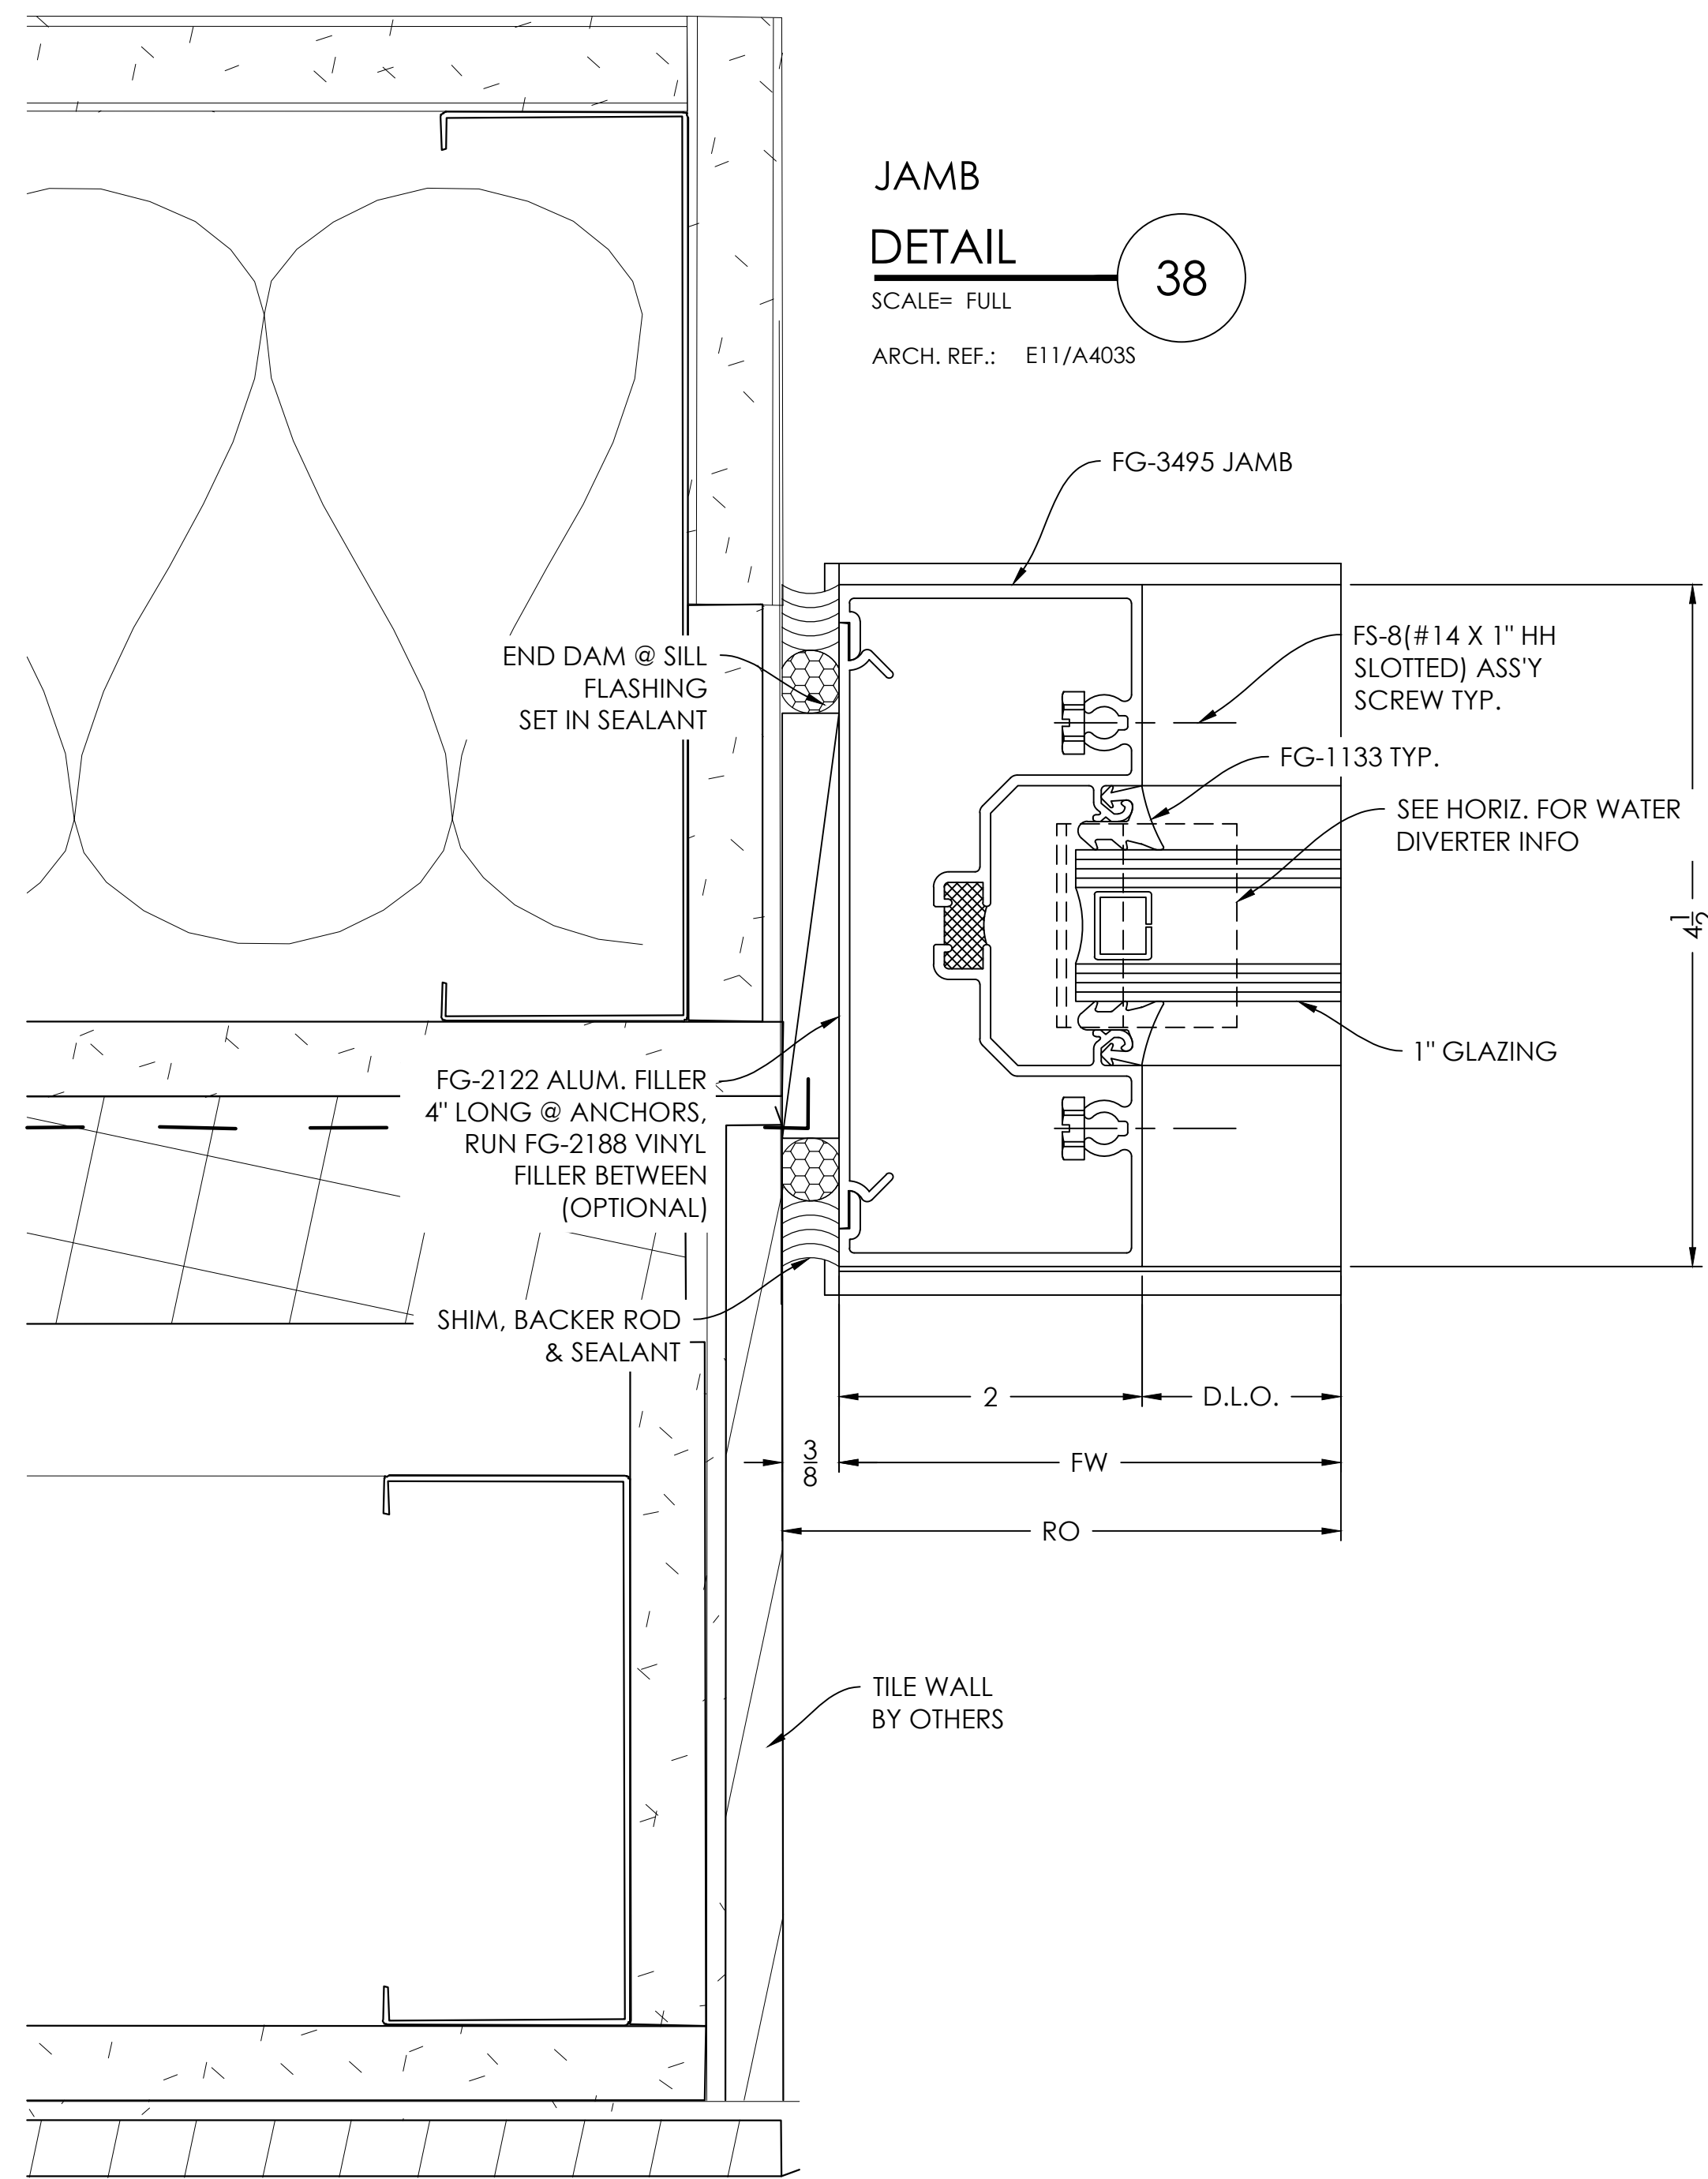 JAMB
DETAIL
38
SCALE= FULL
ARCH. REF.: E11/A403S
FG-3495 JAMB
END DAM @ SILL
FLASHING
SET IN SEALANT
FS-8(#14 X 1" HH
SLOTTED) ASS'Y
SCREW TYP.
FG-1133 TYP.
SEE HORIZ. FOR WATER
DIVERTER INFO
4 1/2
1" GLAZING
FG-2122 ALUM. FILLER
4" LONG @ ANCHORS,
RUN FG-2188 VINYL
FILLER BETWEEN
(OPTIONAL)
SHIM, BACKER ROD
& SEALANT
2
D.L.O.
3/8
FW
RO
TILE WALL
BY OTHERS